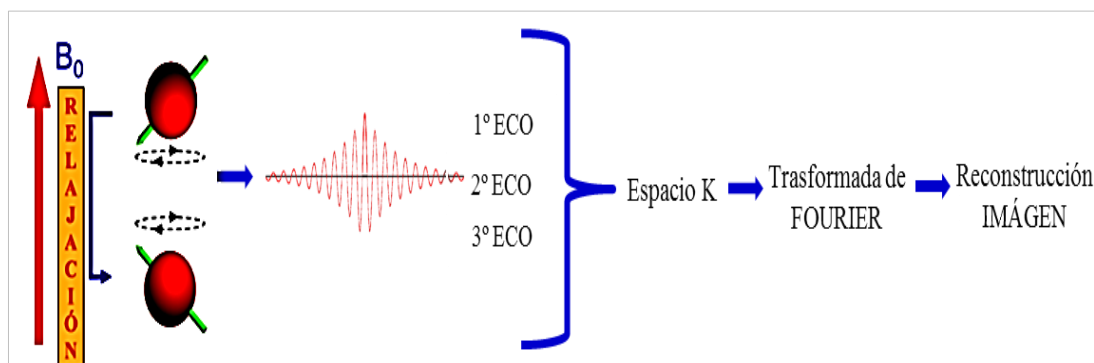 B0
RELAJACIÓN
1º ECO
2º ECO
3º ECO
Espacio K
Trasformada de
FOURIER
Reconstrucción
IMÁGEN